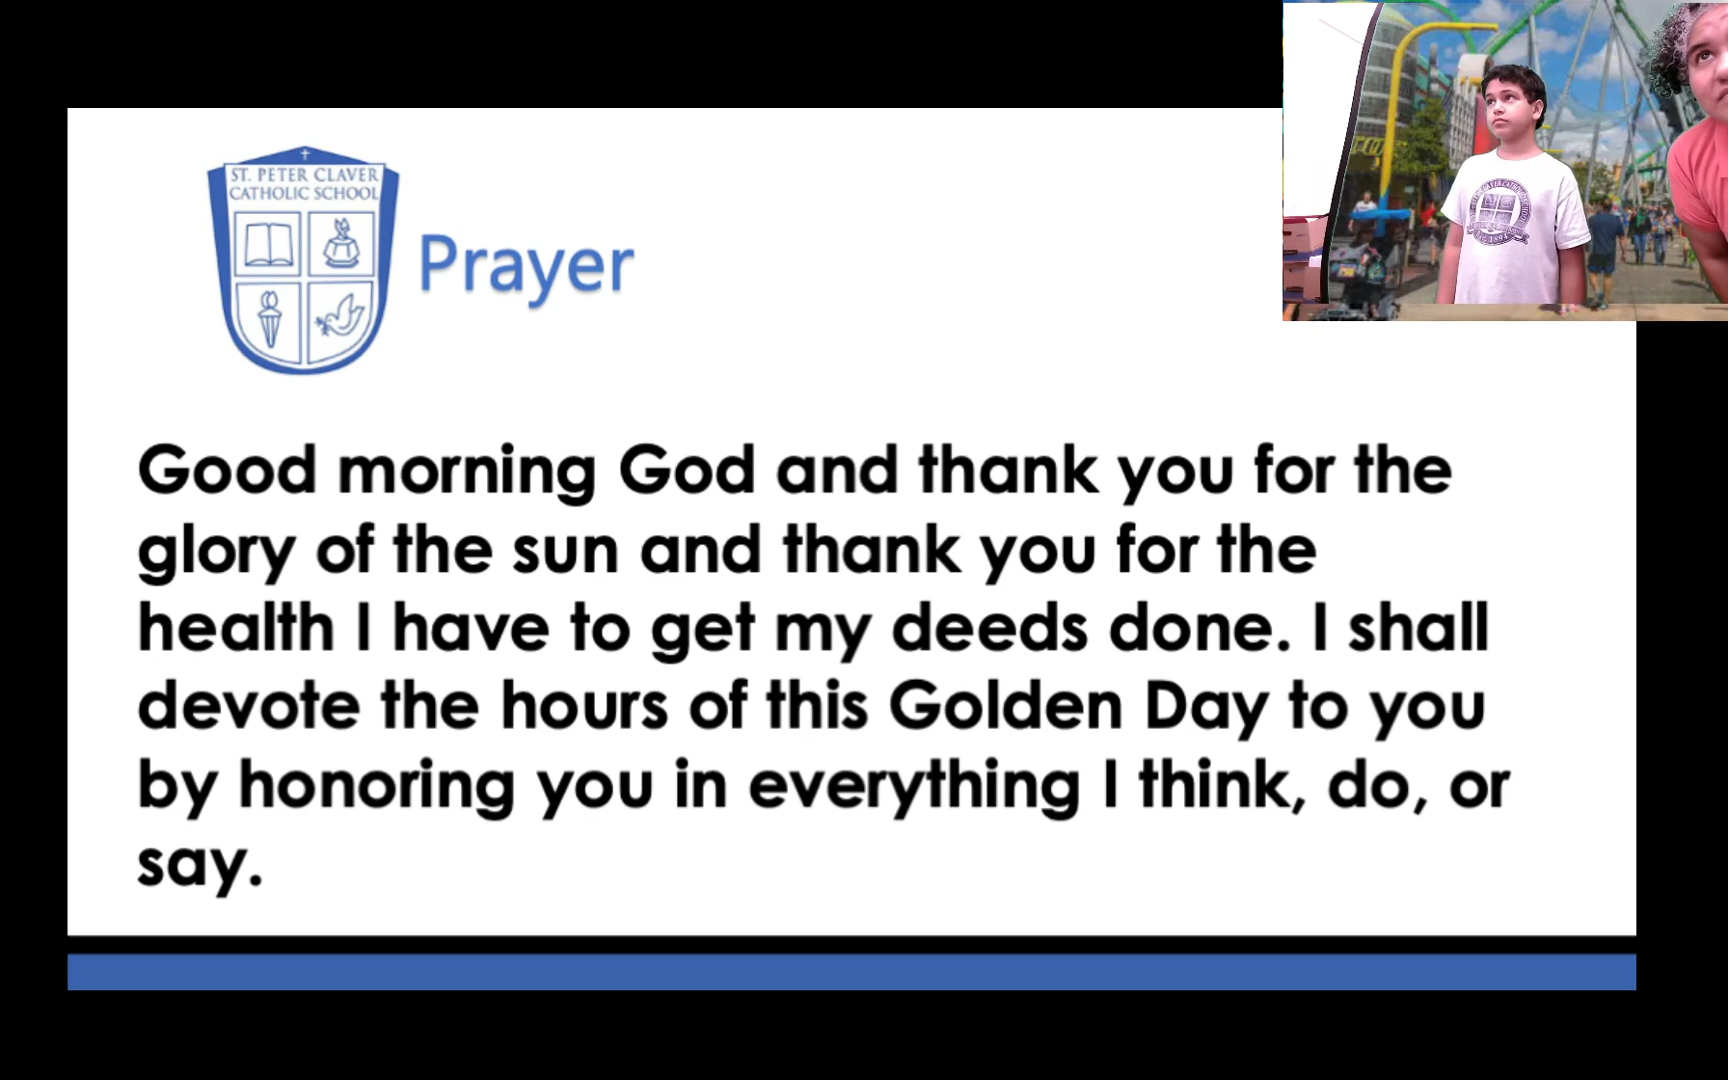 ST. PETER CLAVER
CATHOLIC SCHOOL
Prayer
Good morning God and thank you for the
glory of the sun and thank you for the
health I have to get my deeds done. I shall
devote the hours of this Golden Day to you
by honoring you in everything I think, do, or
say.